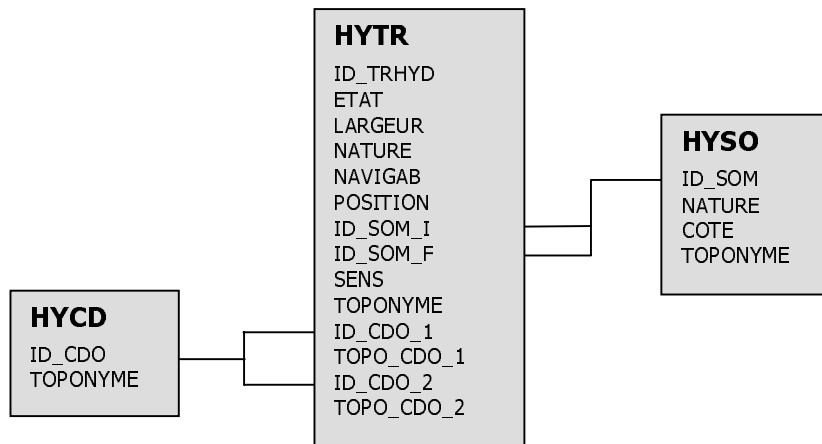 HYTR
ID_TRHYD
ETAT
LARGEUR
NATURE
NAVIGAB
POSITION
ID_SOM_I
ID_SOM_F
SENS
TOPONYME
ID_CDO_1
TOPO_CDO_1
ID_CDO_2
TOPO_CDO_2
HYSO
ID_SOM
NATURE
COTE
TOPONYME
HYCD
ID_CDO
TOPONYME